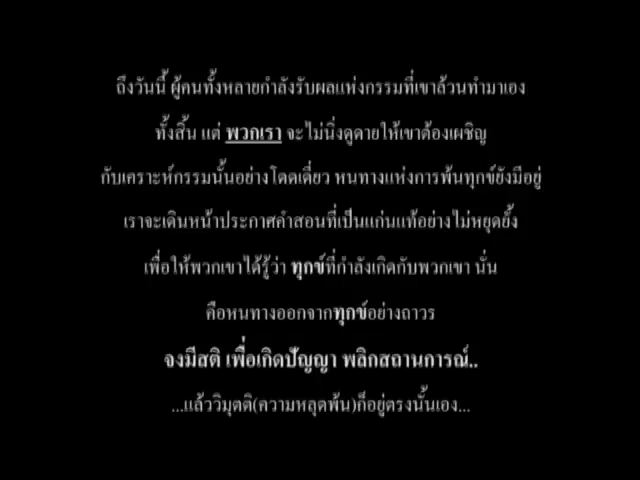 ถึงวันนี้ ผู้คนทั้งหลายกำลังรับผลแห่งกรรมที่เขาล้วนทำมาเอง
ทั้งสิ้น แต่ พวกเรา จะไม่นิ่งดูดายให้เขาต้องเผชิญ
กับเคราะห์กรรมนั้นอย่างโดดเดี่ยว หนทางแห่งการพ้นทุกข์ยังมีอยู่
เราจะเดินหน้าประกาศคำสอนที่เป็นแก่นแท้อย่างไม่หยุดยั้ง
เพื่อให้พวกเขาได้รู้ว่า ทุกข์ที่กำลังเกิดกับพวกเขา นั่น
คือหนทางออกจากทุกข์อย่างถาวร
จงมีสติ เพื่อเกิดปัญญา พลิกสถานการณ์..
...แล้ววิมุตติ(ความหลุดพ้น)ก็อยู่ตรงนั้นเอง...